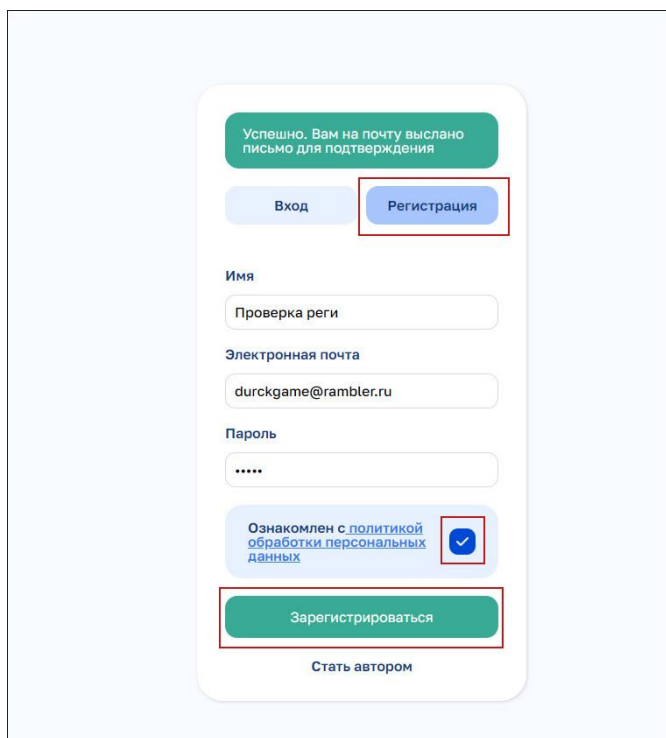 Успешно. Вам на почту выслано
письмо для подтверждения
Вход
Регистрация
Имя
Проверка реги
Электронная почта
durckgame@rambler.ru
Пароль
•••••
Ознакомлен с политикой
обработки персональных
данных
Зарегистрироваться
Стать автором